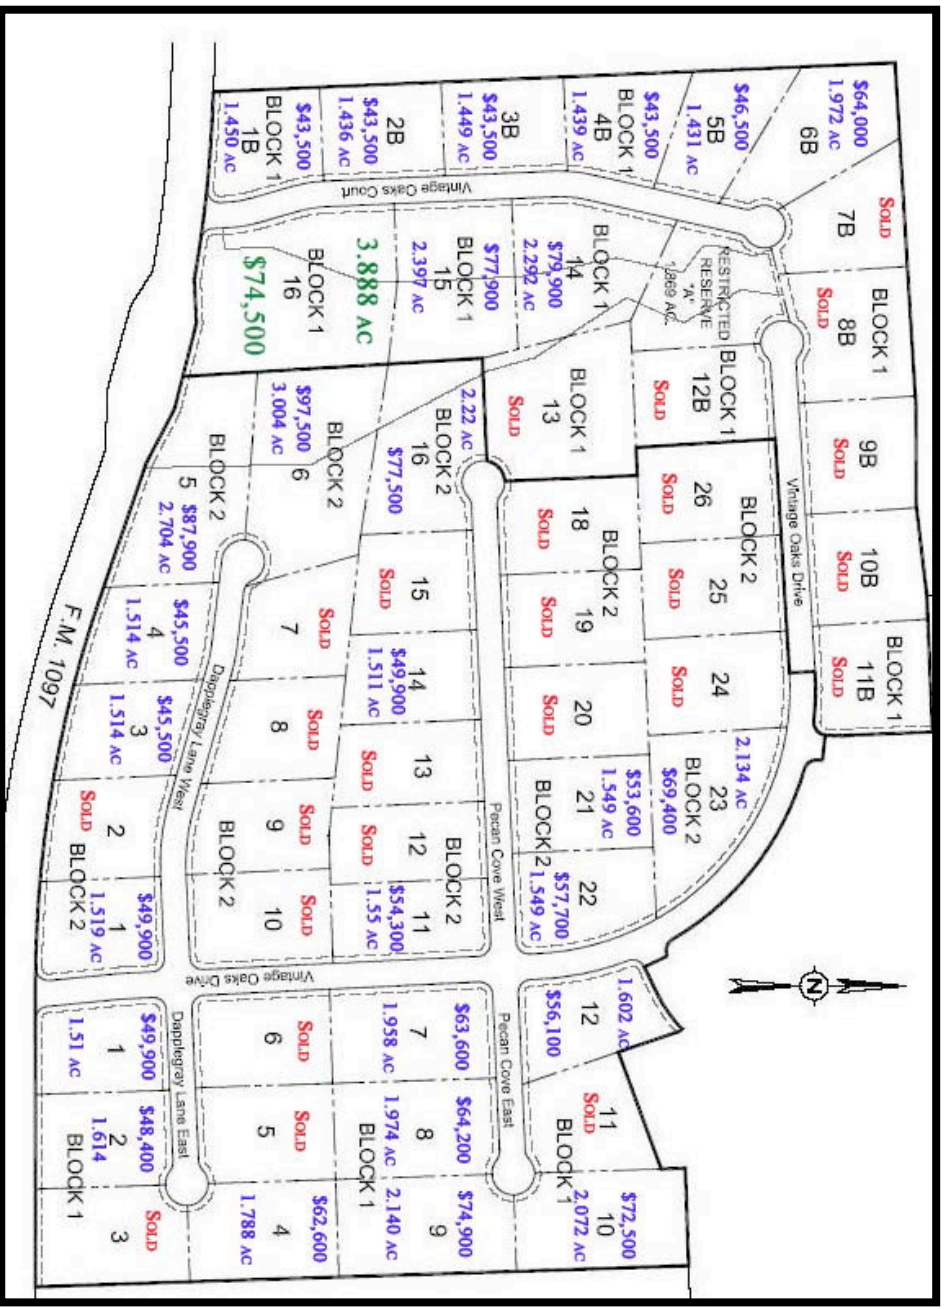 $64,000
1.972 AC
6B
$46,500
5B
1.431 AC
$43,500
BLOCK 1
4B
1.439 AC
3B
$43,500
1.449 AC
2B
$43,500
1.436 AC
$43,500
BLOCK 1
1B
1.450 AC
SOLD
7B
BLOCK 1
8B
SOLD
9B
SOLD
10B
SOLD
BLOCK 1
11B
SOLD
Vintage Oaks Court
Vintage Oaks Drive
RESTRICTED
RESERVE
"A"
1.869 AC.
BLOCK 1
14
$79,900
2.292 AC
$77,900
BLOCK 1
15
2.397 AC
3.888 AC
BLOCK 1
16
$74,500
BLOCK 1
12B
SOLD
BLOCK 1
13
SOLD
BLOCK 2
26
SOLD
25
SOLD
24
SOLD
2.134 AC
23
BLOCK 2
$69,400
BLOCK 2
18
SOLD
19
SOLD
20
SOLD
$53,600
1.549 AC
21
BLOCK 2
22
$57,700
1.549 AC
Pecan Cove West
2.22 AC
BLOCK 2
16
$77,500
15
SOLD
14
$49,900
1.511 AC
13
SOLD
BLOCK 2
12
SOLD
11
$54,300
1.55 AC
BLOCK 2
6
$97,500
3.004 AC
SOLD
7
SOLD
8
SOLD
9
BLOCK 2
SOLD
10
Dapplegray Lane West
BLOCK 2
5
$87,900
2.704 AC
$45,500
4
1.514 AC
$45,500
3
1.514 AC
2
SOLD
BLOCK 2
$49,900
1
1.519 AC
F.M. 1097
Vintage Oaks Drive
N
1.602 AC
12
$56,100
11
SOLD
BLOCK 1
$72,500
10
2.072 AC
Pecan Cove East
$63,600
7
1.958 AC
$64,200
8
1.974 AC
BLOCK 1
$74,900
9
2.140 AC
SOLD
6
SOLD
5
$62,600
4
1.788 AC
Dapplegray Lane East
$49,900
1
1.51 AC
$48,400
2
1.614
BLOCK 1
SOLD
3